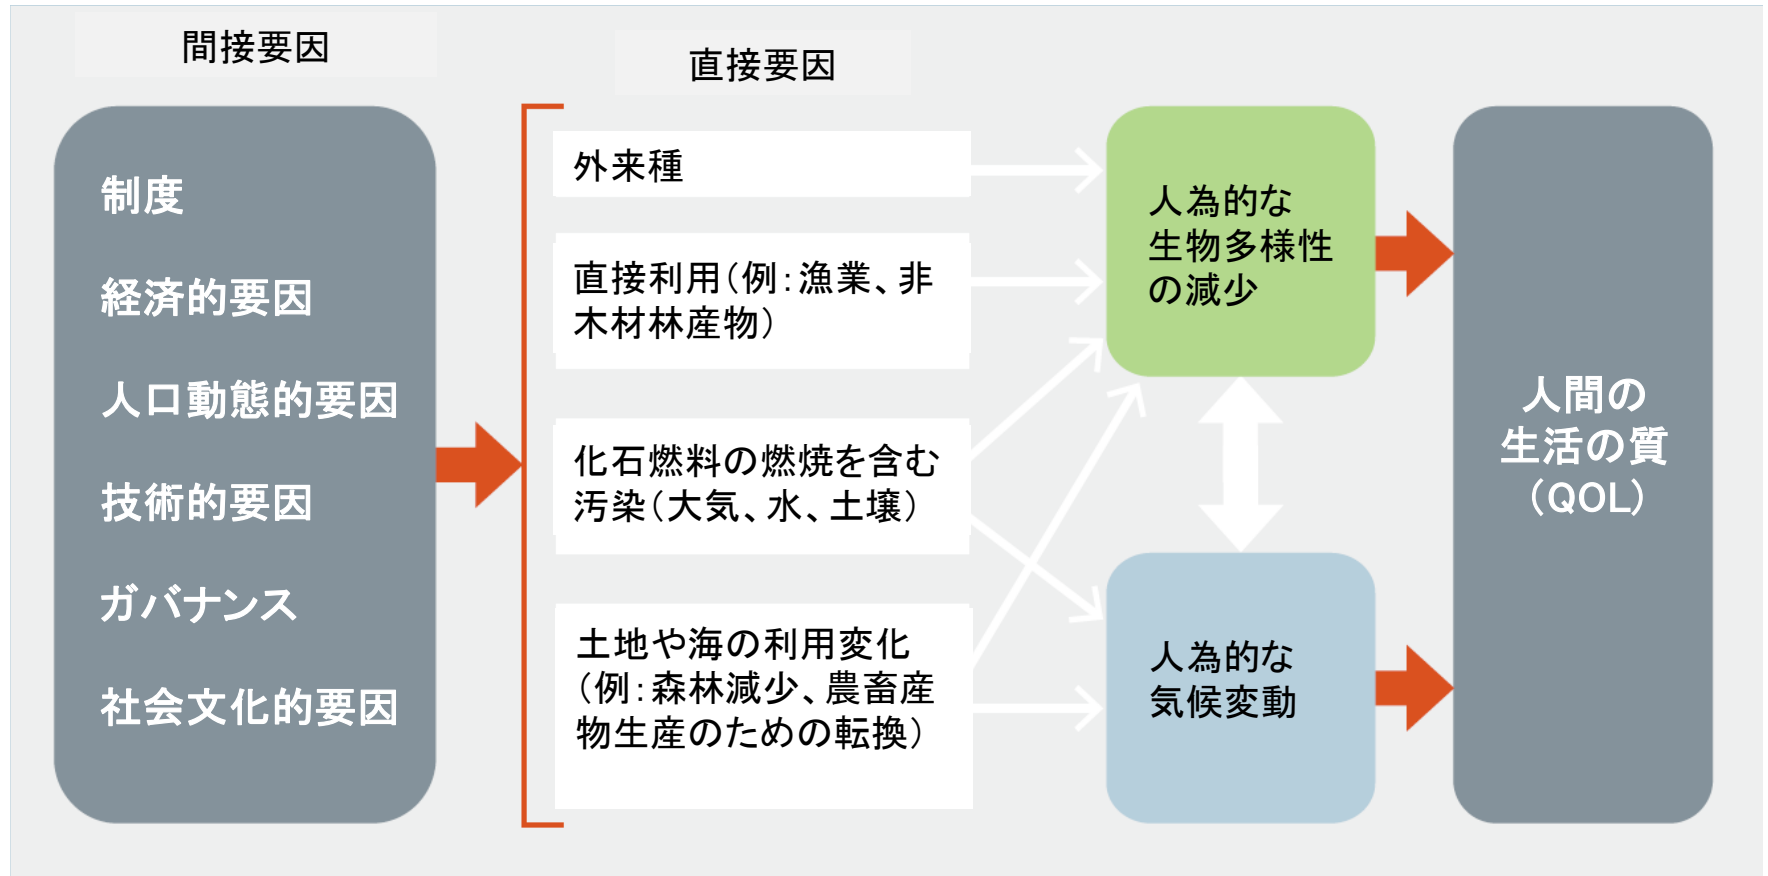 間接要因
制度
経済的要因
人口動態的要因
技術的要因
ガバナンス
社会文化的要因
直接要因
外来種
直接利用(例:漁業、非
木材林産物)
化石燃料の燃焼を含む
汚染(大気、水、土壌)
土地や海の利用変化
(例:森林減少、農畜産
物生産のための転換)
人為的な
生物多様性
の減少
人為的な
気候変動
人間の
生活の質
(QOL)